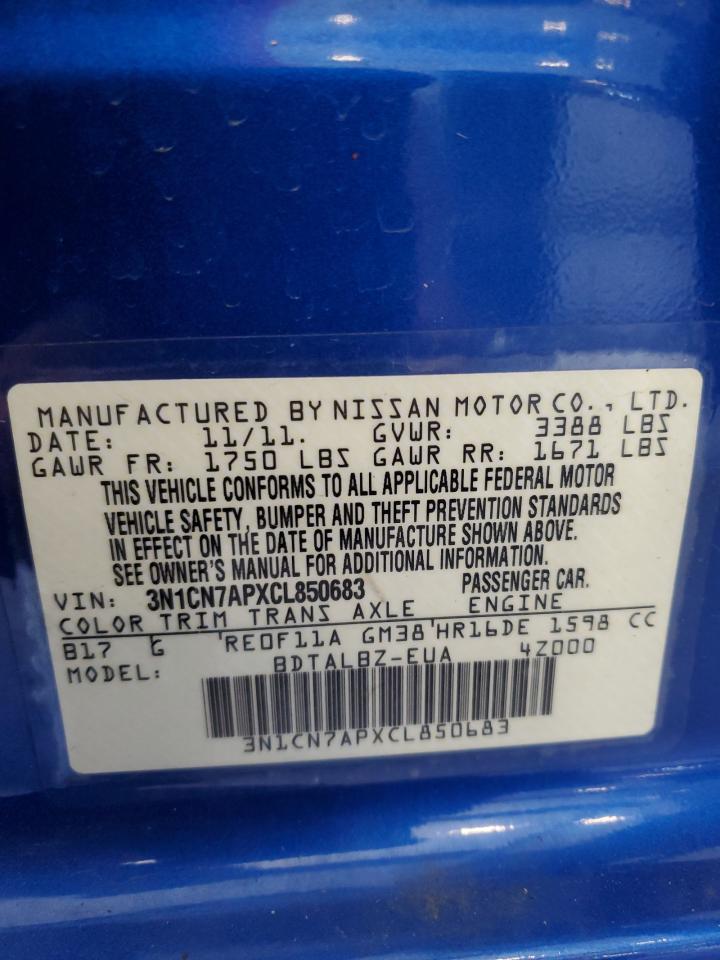 MANUFACTURED BY NISSAN MOTOR CO., LTD.
DATE: 11/11. GVWR: 3388 LBS
GAWR FR: 1750 LBS GAWR RR: 1671 LBS
THIS VEHICLE CONFORMS TO ALL APPLICABLE FEDERAL MOTOR
VEHICLE SAFETY, BUMPER AND THEFT PREVENTION STANDARDS
IN EFFECT ON THE DATE OF MANUFACTURE SHOWN ABOVE.
SEE OWNER'S MANUAL FOR ADDITIONAL INFORMATION.
VIN: 3N1CN7APXCL850683 PASSENGER CAR.
COLOR TRIM TRANS AXLE ENGINE
B17 G RE0F11A GM38 HR16DE 1598 CC
MODEL: BDTALBZ-EUA 4Z000
3N1CN7APXCL850683